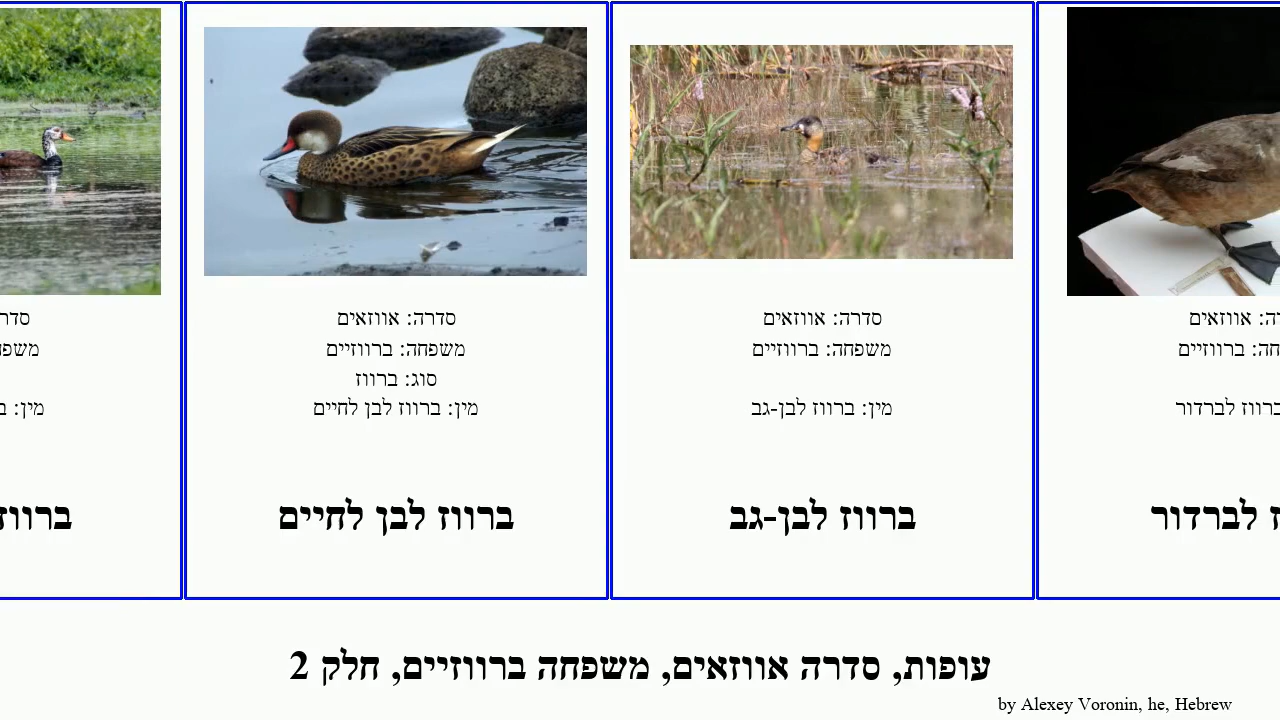 סדרה: אווזאים
משפחה: ברווזיים
סוג: ברווז
מין: ברווז לבן לחיים
ברווז לבן לחיים
סדרה: אווזאים
משפחה: ברווזיים
מין: ברווז לבן-גב
ברווז לבן-גב
אווזאים
ברווזיים
לברדור
לברדור
ברווז
עופות, סדרה אווזאים, משפחה ברווזיים, חלק 2
by Alexey Voronin, he, Hebrew